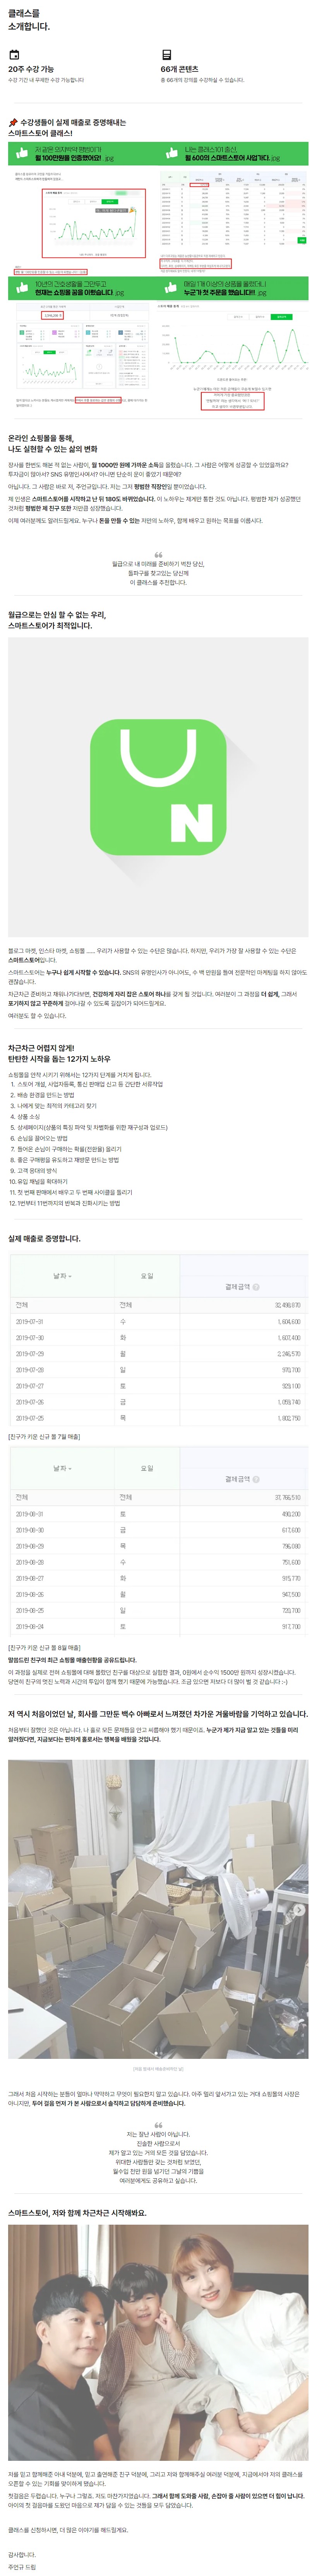 클래스를
소개합니다.
20주 수강 가능
수강 기간 내 무제한 수강 가능합니다
66개 콘텐츠
총 66개의 강의를 수강하실 수 있습니다.
📌 수강생들이 실제 매출로 증명해내는
스마트스토어 클래스!
저 같은 의지박약 평범이가
월 100만원을 인증했어요! .jpg
나는 클래스101 출신,
월 600의 스마트스토어 사업가다.jpg
10년의 간호생활을 그만두고
현재는 쇼핑몰 꿈을 이뤘습니다.jpg
매일 1개 이상의 상품을 올렸더니
누군가 첫 주문을 했습니다!!.jpg
온라인 쇼핑몰을 통해,
나도 실현할 수 있는 삶의 변화
장사를 한번도 해본 적 없는 사람이, 월 1000만 원에 가까운 소득을 올렸습니다. 그 사람은 어떻게 성공할 수 있었을까요?
투자금이 많아서? SNS 유명인사여서? 아니면 단순히 운이 좋았기 때문에?
아닙니다. 그 사람은 바로 저, 주언규입니다. 저는 그저 평범한 직장인일 뿐이었습니다.
제 인생은 스마트스토어를 시작하고 난 뒤 180도 바뀌었습니다. 이 노하우는 제게만 통한 것도 아닙니다. 평범한 제가 성공했던
것처럼 평범한 제 친구 또한 저만큼 성장했습니다.
이제 여러분께도 알려드릴게요. 누구나 돈을 만들 수 있는 저만의 노하우, 함께 배우고 원하는 목표를 이룹시다.
월급으로 내 미래를 준비하기 벅찬 당신,
돌파구를 찾고있는 당신께
이 클래스를 추천합니다.
월급으로는 안심 할 수 없는 우리,
스마트스토어가 최적입니다.
N
블로그 마켓, 인스타 마켓, 쇼핑몰 ...... 우리가 사용할 수 있는 수단은 많습니다. 하지만, 우리가 가장 잘 사용할 수 있는 수단은
스마트스토어입니다.
스마트스토어는 누구나 쉽게 시작할 수 있습니다. SNS의 유명인사가 아니어도, 수 백 만원을 들여 전문적인 마케팅을 하지 않아도
괜찮습니다.
차근차근 준비하고 채워나가다보면, 건강하게 자리 잡은 스토어 하나를 갖게 될 것입니다. 여러분이 그 과정을 더 쉽게, 그래서
포기하지 않고 꾸준하게 걸어나갈 수 있도록 길잡이가 되어드릴게요.
여러분도 할 수 있습니다.
차근차근 어렵지 않게!
탄탄한 시작을 돕는 12가지 노하우
쇼핑몰을 안착 시키기 위해서는 12가지 단계를 거치게 됩니다.
1. 스토어 개설, 사업자등록, 통신 판매업 신고 등 간단한 서류작업
2. 배송 환경을 만드는 방법
3. 나에게 맞는 최적의 카테고리 찾기
4. 상품 소싱
5. 상세페이지(상품의 특징 파악 및 차별화를 위한 재구성과 업로드)
6. 손님을 끌어오는 방법
7. 들어온 손님이 구매하는 확률(전환율) 올리기
8. 좋은 구매평을 유도하고 재방문 만드는 방법
9. 고객 응대의 방식
10. 유입 채널을 확대하기
11. 첫 번째 판매에서 배우고 두 번째 사이클을 돌리기
12. 1번부터 11번까지의 반복과 진화시키는 방법
실제 매출로 증명합니다.
날짜 요일 결제금액
전체 전체
2019-07-31 수 1,604,600
2019-07-30 화 1,607,400
2019-07-29 월 2,246,570
2019-07-28 일 970,700
2019-07-27 토 929,100
2019-07-26 금 1,059,740
2019-07-25 목 1,802,750
[친구가 키운 신규 몰 7월 매출]
날짜 요일 결제금액
전체 전체 37,766,510
2019-08-31 토 490,200
2019-08-30 금 617,600
2019-08-29 목 796,080
2019-08-28 수 751,600
2019-08-27 화 915,770
2019-08-26 월 947,500
2019-08-25 일 720,700
2019-08-24 토 917,700
[친구가 키운 신규 몰 8월 매출]
말씀드린 친구의 최근 쇼핑몰 매출현황을 공유드립니다.
이 과정을 실제로 전혀 쇼핑몰에 대해 몰랐던 친구를 대상으로 실험한 결과, 0원에서 순수익 1500만 원까지 성장시켰습니다.
당연히 친구의 멋진 노력과 시간의 투입이 함께 했기 때문에 가능했습니다. 조금 있으면 저보다 더 많이 벌 것 같습니다 :-)
저 역시 처음이었던 날, 회사를 그만둔 백수 아빠로서 느껴졌던 차가운 겨울바람을 기억하고 있습니다.
처음부터 잘했던 것은 아닙니다. 나 홀로 모든 문제들을 안고 씨름해야 했기 때문이죠. 누군가 제가 지금 알고 있는 것들을 미리
알려줬더라면, 지금보다는 편하게 홀로서는 행복을 배웠을 것입니다.
그래서 처음 시작하는 분들이 얼마나 막막하고 무엇이 필요한지 알고 있습니다. 아주 멀리 앞서가고 있는 거대 쇼핑몰의 사장은
아니지만, 두어 걸음 먼저 가 본 사람으로서 솔직하고 담담하게 준비했습니다.
저는 잘난 사람이 아닙니다.
진솔한 사람으로서
제가 알고 있는 거의 모든 것을 담았습니다.
위대한 사람들만 갖는 것처럼 보였던,
월수입 천만 원을 넘기던 그날의 기쁨을
여러분에게도 공유하고 싶습니다.
스마트스토어, 저와 함께 차근차근 시작해봐요.
저를 믿고 함께해준 아내 덕분에, 믿고 출연해준 친구 덕분에, 그리고 저와 함께해주실 여러분 덕분에, 지금에서야 저의 클래스를
오픈할 수 있는 기회를 맞이하게 됐습니다.
첫걸음은 두렵습니다. 누구나 그렇죠. 저도 마찬가지였습니다. 그래서 함께 도와줄 사람, 손잡아 줄 사람이 있으면 더 힘이 납니다.
아이의 첫 걸음마를 도왔던 마음으로 제가 담을 수 있는 것들을 모두 담았습니다.
클래스를 신청하시면, 더 많은 이야기를 해드릴게요.
감사합니다.
주언규 드림